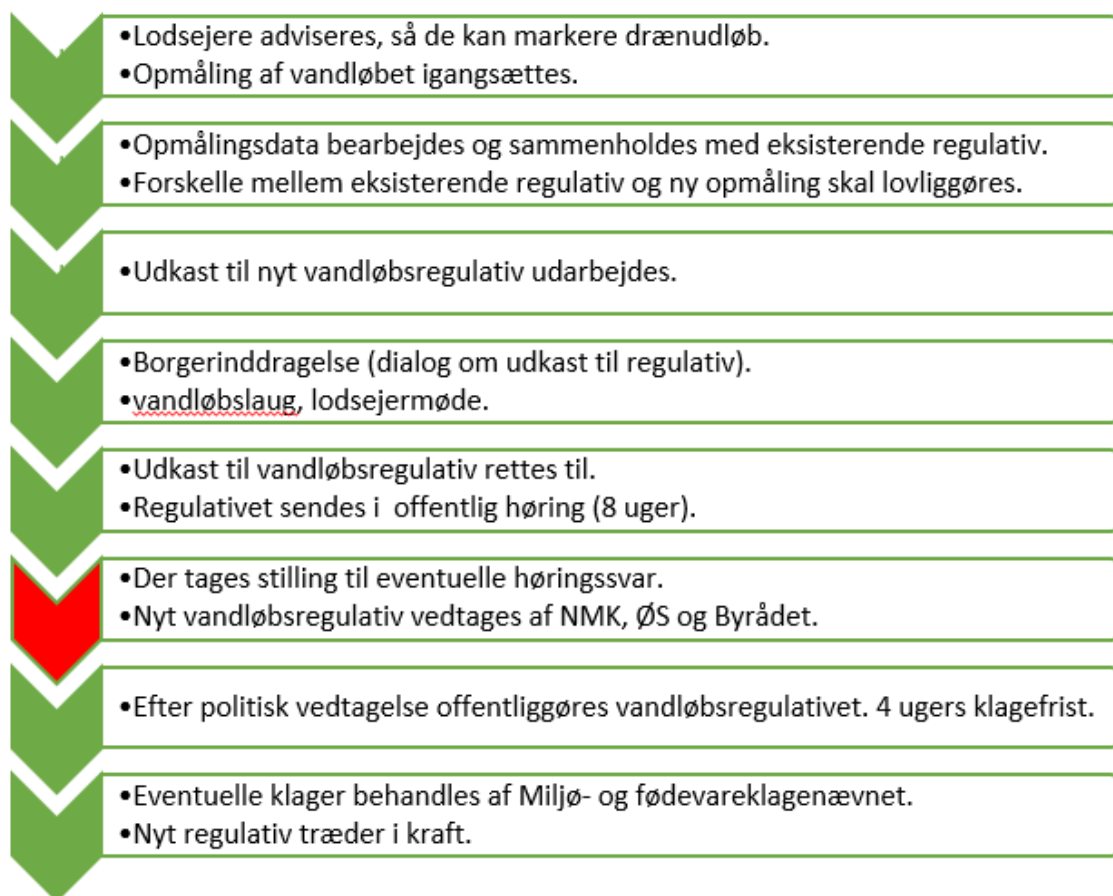 •Lodsejere adviseres, så de kan markere drænudløb.
•Opmåling af vandløbet igangsættes.
•Opmålingsdata bearbejdes og sammenholdes med eksisterende regulativ.
•Forskelle mellem eksisterende regulativ og ny opmåling skal lovliggøres.
•Udkast til nyt vandløbsregulativ udarbejdes.
•Borgerinddragelse (dialog om udkast til regulativ).
•vandløbslaug, lodsejermøde.
•Udkast til vandløbsregulativ rettes til.
•Regulativet sendes i  offentlig høring (8 uger).
•Der tages stilling til eventuelle høringssvar.
•Nyt vandløbsregulativ vedtages af NMK, ØS og Byrådet.
•Efter politisk vedtagelse offentliggøres vandløbsregulativet. 4 ugers klagefrist.
•Eventuelle klager behandles af Miljø- og fødevareklagenævnet.
•Nyt regulativ træder i kraft.